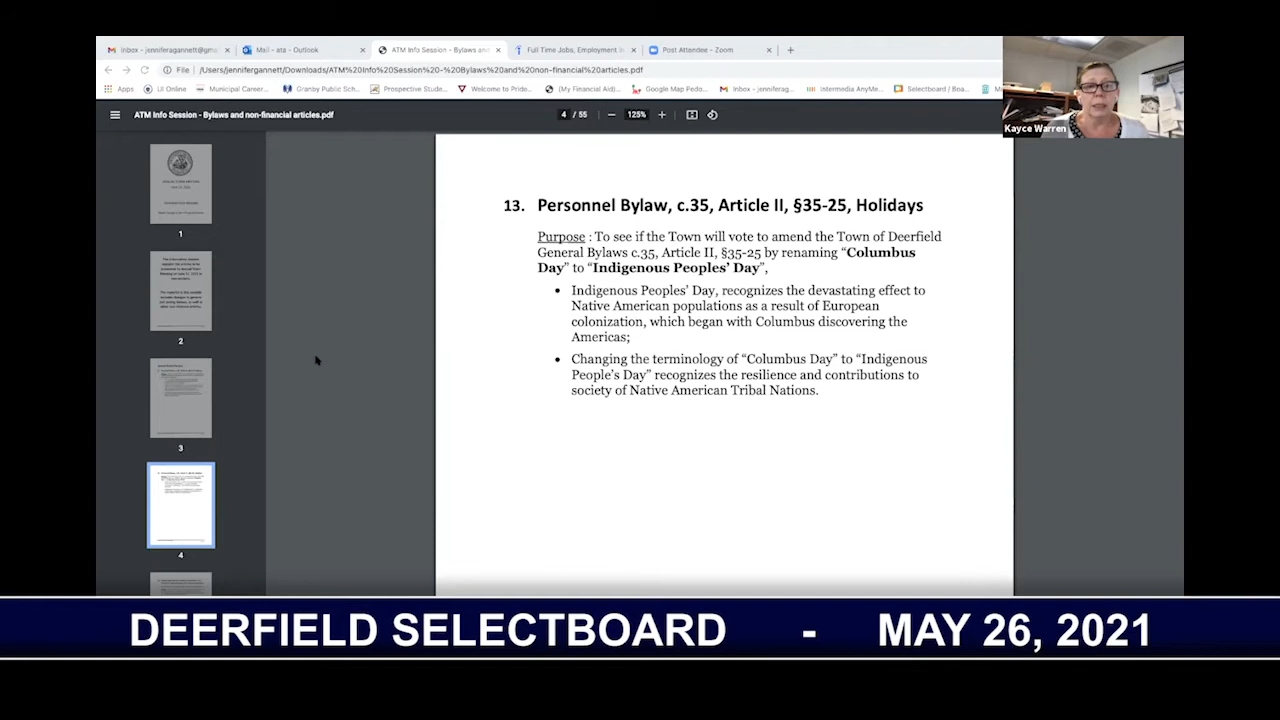 Inbox - jenniferagannett@gma
Mail - ata - Outlook
ATM Info Session - Bylaws and
Full Time Jobs, Employment in
Post Attendee - Zoom
File
/Users/jennifergannett/Downloads/ATM%20Info%20Session%20-%20Bylaws%20and%20non-financial%20articles.pdf
Apps
UI Online
Municipal Career...
Granby Public Sch...
Prospective Stude...
Welcome to Pride...
(My Financial Aid)...
Google Map Pedo...
Inbox - jenniferag...
Intermedia AnyMe...
Selectboard / Boa...
ATM Info Session - Bylaws and non-financial articles.pdf
4 / 55
125%
Kayce Warren
1
2
3
4
13. Personnel Bylaw, c.35, Article II, §35-25, Holidays
Purpose : To see if the Town will vote to amend the Town of Deerfield
General Bylaws c.35, Article II, §35-25 by renaming “Columbus
Day” to “Indigenous Peoples’ Day”,
• Indigenous Peoples’ Day, recognizes the devastating effect to
Native American populations as a result of European
colonization, which began with Columbus discovering the
Americas;
• Changing the terminology of “Columbus Day” to “Indigenous
People’s Day” recognizes the resilience and contributions to
society of Native American Tribal Nations.
DEERFIELD SELECTBOARD - MAY 26, 2021